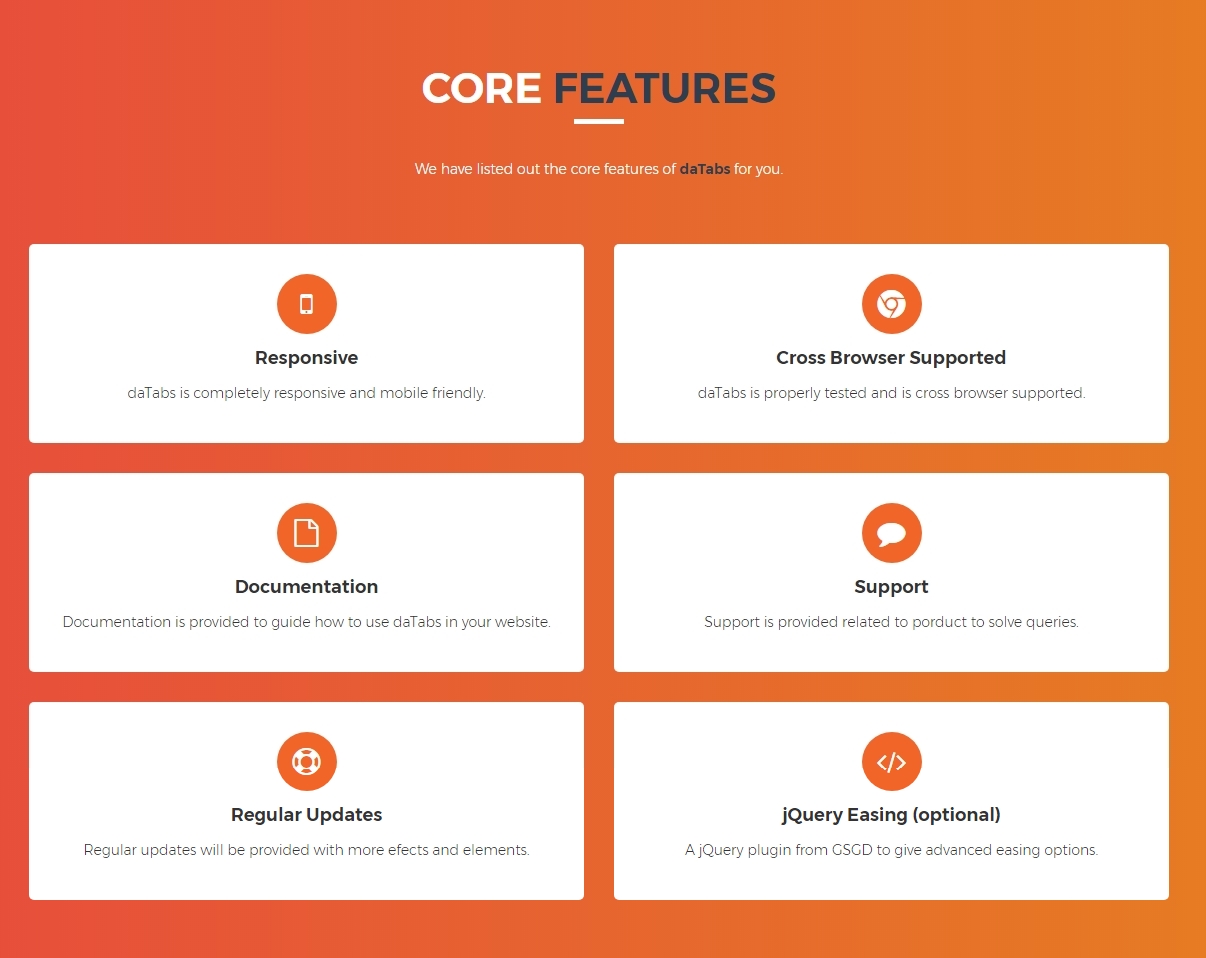 CORE FEATURES
We have listed out the core features of daTabs for you.
Responsive
daTabs is completely responsive and mobile friendly.
Cross Browser Supported
daTabs is properly tested and is cross browser supported.
Documentation
Documentation is provided to guide how to use daTabs in your website.
Support
Support is provided related to porduct to solve queries.
Regular Updates
Regular updates will be provided with more efects and elements.
jQuery Easing (optional)
A jQuery plugin from GSGD to give advanced easing options.